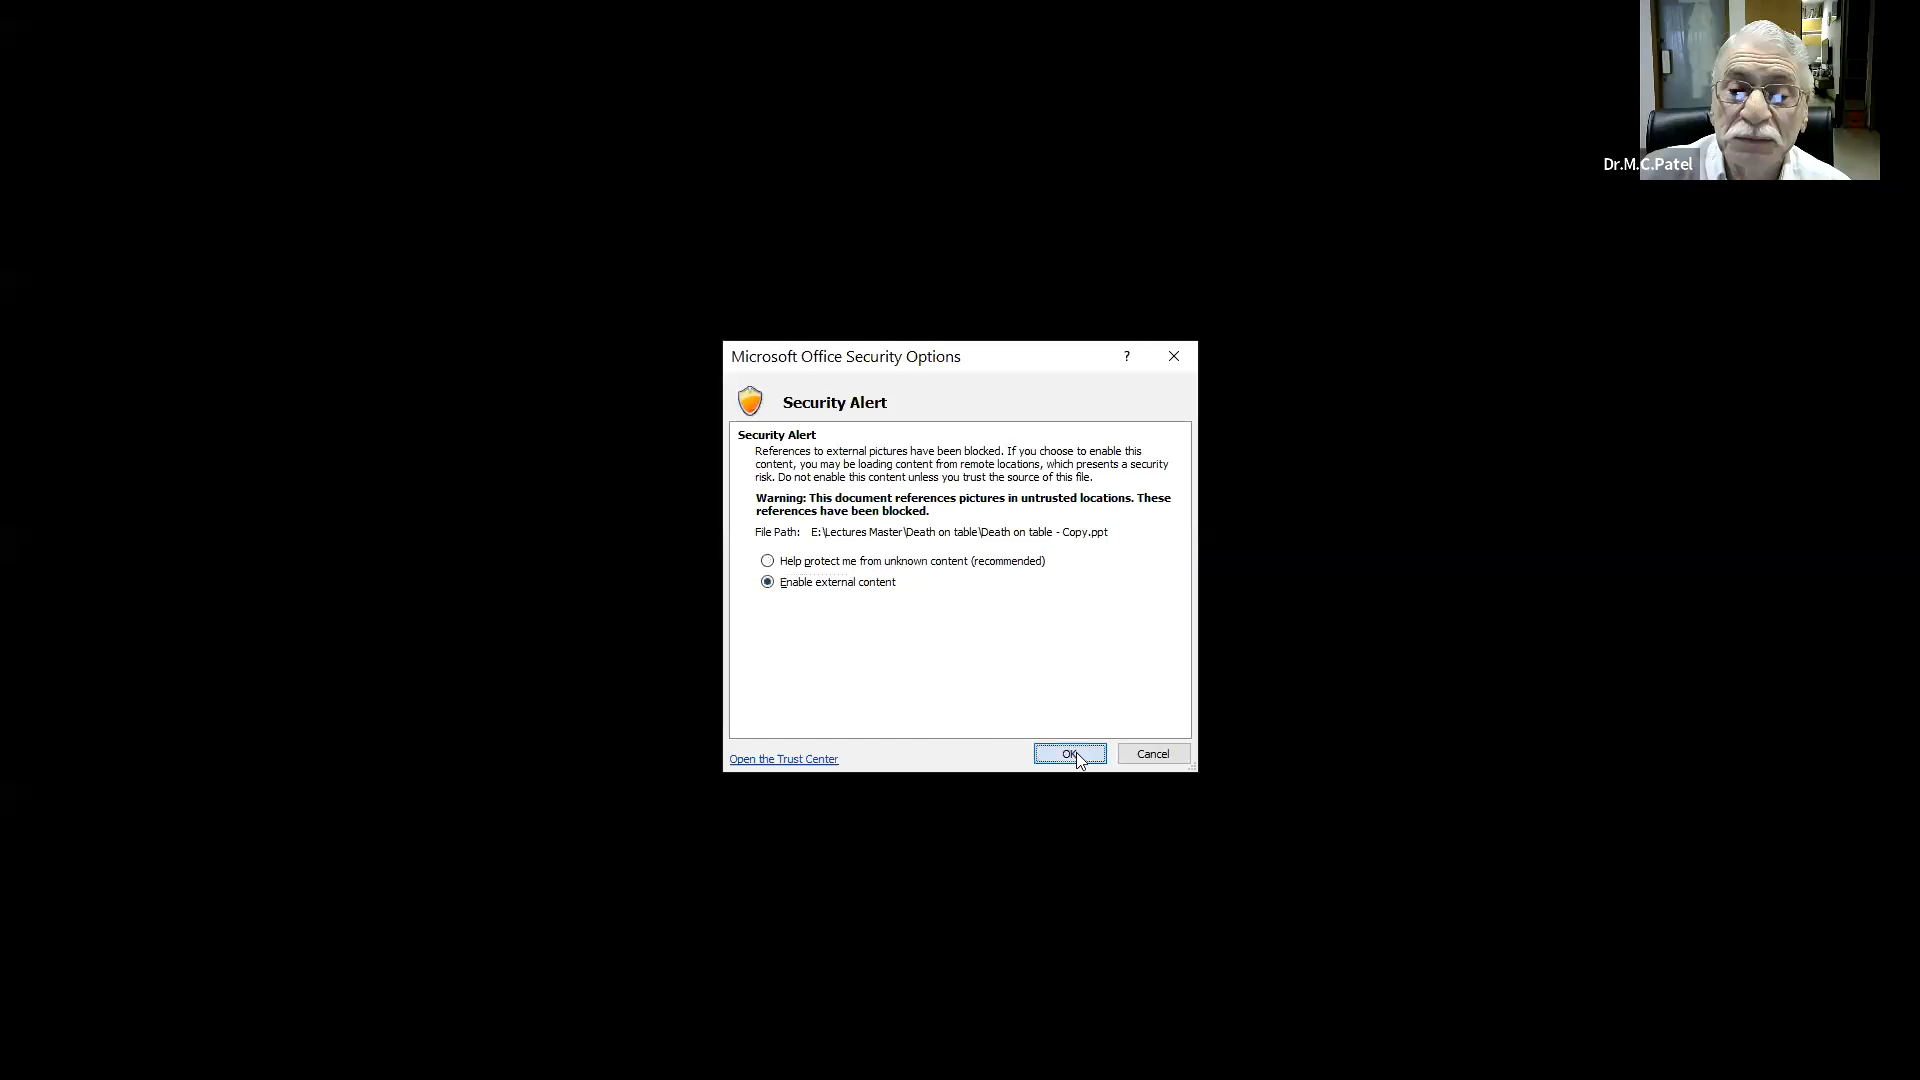 Dr.M.C.Patel
Microsoft Office Security Options
?
Security Alert
Security Alert
References to external pictures have been blocked. If you choose to enable this
content, you may be loading content from remote locations, which presents a security
risk. Do not enable this content unless you trust the source of this file.
Warning: This document references pictures in untrusted locations. These
references have been blocked.
File Path: E:\Lectures Master\Death on table\Death on table - Copy.ppt
Help protect me from unknown content (recommended)
Enable external content
Open the Trust Center
OK
Cancel